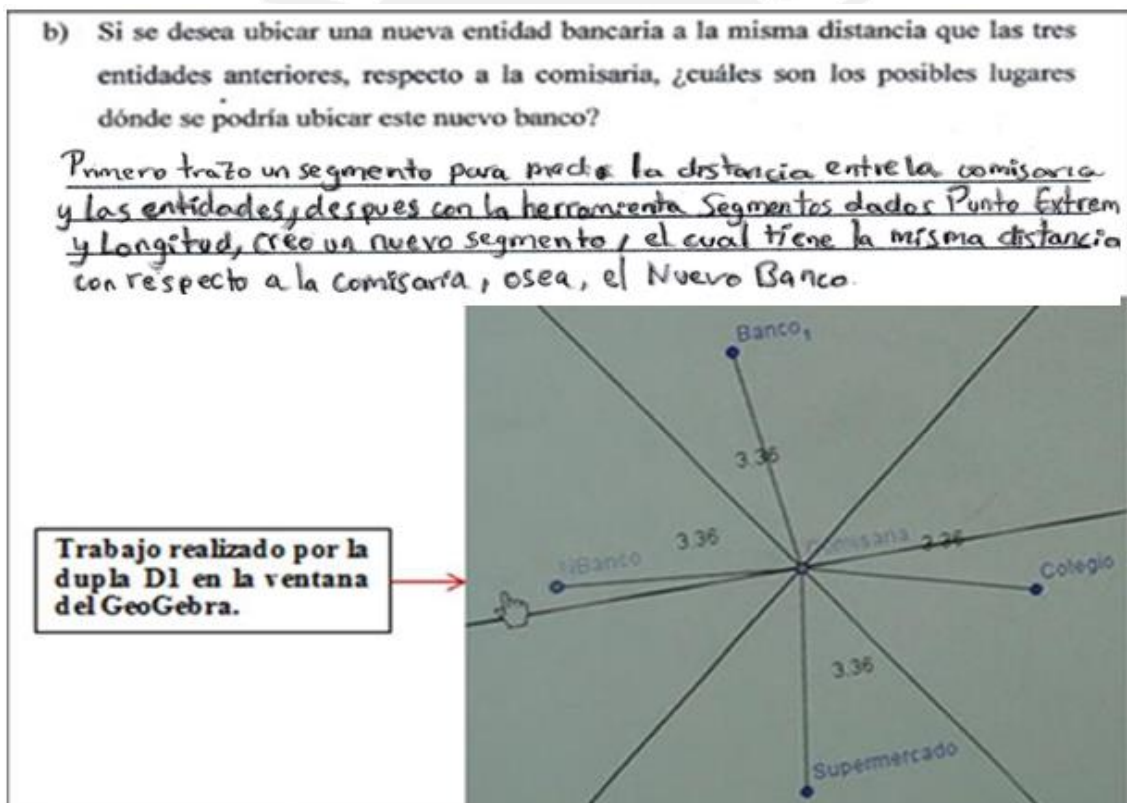 b) Si se desea ubicar una nueva entidad bancaria a la misma distancia que las tres
entidades anteriores, respecto a la comisaria, ¿cuáles son los posibles lugares
dónde se podría ubicar este nuevo banco?
Primero trazo un segmento para medir la distancia entre la comisaria
y las entidades, despues con la herramienta Segmentos dados Punto Extrem
y Longitud, creo un nuevo segmento, el cual tiene la misma distancia
con respecto a la comisaría, osea, el Nuevo Banco.
Banco₁
3.36
3.36
Comisaria
3.36
NBanco
Colegio
3.36
Supermercado
Trabajo realizado por la
dupla D1 en la ventana
del GeoGebra.